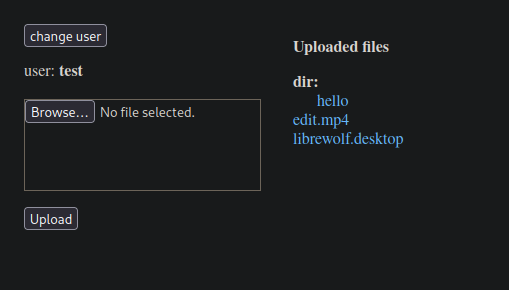 change user
user: test
Browse... No file selected.
Upload
Uploaded files
dir:
hello
edit.mp4
librewolf.desktop